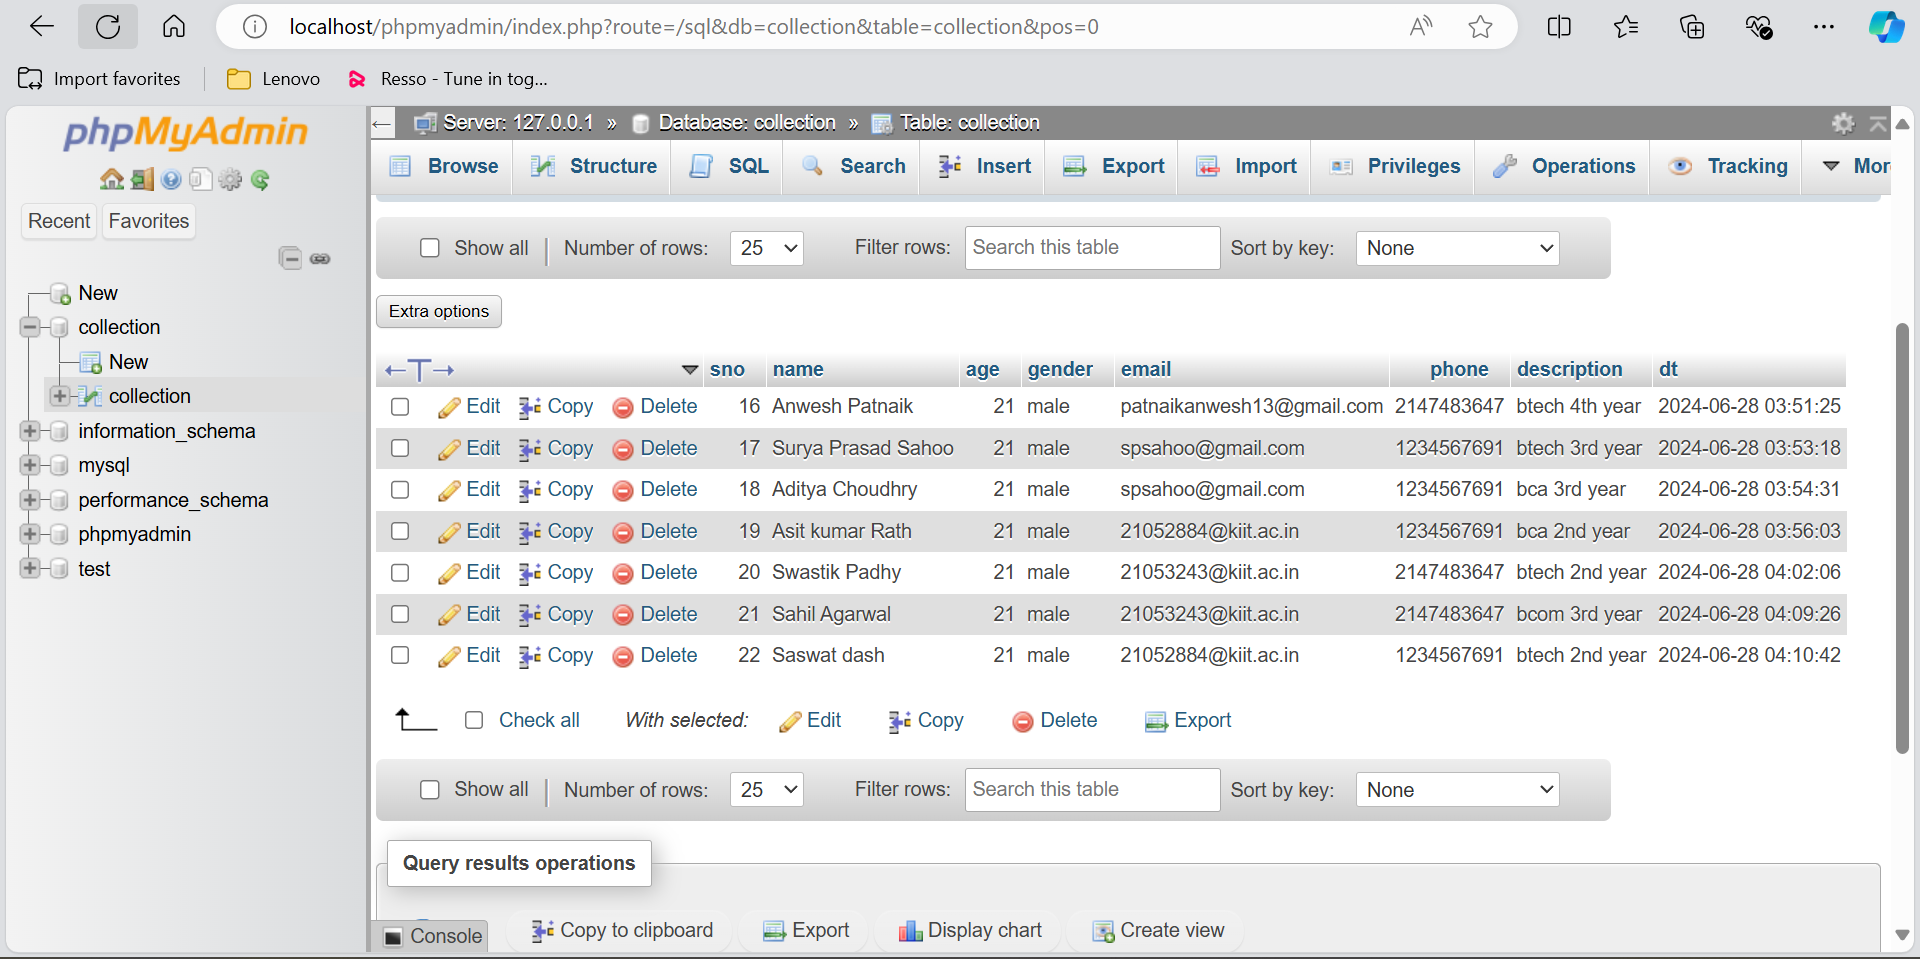 localhost/phpmyadmin/index.php?route=/sql&db=collection&table=collection&pos=0
Import favorites Lenovo Resso - Tune in tog...
phpMyAdmin
Recent Favorites
New
collection
New
collection
information_schema
mysql
performance_schema
phpmyadmin
test
Server: 127.0.0.1 » Database: collection » Table: collection
Browse Structure SQL Search Insert Export Import Privileges Operations Tracking Mor
Show all Number of rows: 25 Filter rows: Search this table Sort by key: None
Extra options
sno name age gender email phone description dt
Edit Copy Delete 16 Anwesh Patnaik 21 male patnaikanwesh13@gmail.com 2147483647 btech 4th year 2024-06-28 03:51:25
Edit Copy Delete 17 Surya Prasad Sahoo 21 male spsahoo@gmail.com 1234567691 btech 3rd year 2024-06-28 03:53:18
Edit Copy Delete 18 Aditya Choudhry 21 male spsahoo@gmail.com 1234567691 bca 3rd year 2024-06-28 03:54:31
Edit Copy Delete 19 Asit kumar Rath 21 male 21052884@kiit.ac.in 1234567691 bca 2nd year 2024-06-28 03:56:03
Edit Copy Delete 20 Swastik Padhy 21 male 21053243@kiit.ac.in 2147483647 btech 2nd year 2024-06-28 04:02:06
Edit Copy Delete 21 Sahil Agarwal 21 male 21053243@kiit.ac.in 2147483647 bcom 3rd year 2024-06-28 04:09:26
Edit Copy Delete 22 Saswat dash 21 male 21052884@kiit.ac.in 1234567691 btech 2nd year 2024-06-28 04:10:42
Check all With selected: Edit Copy Delete Export
Show all Number of rows: 25 Filter rows: Search this table Sort by key: None
Query results operations
Console Copy to clipboard Export Display chart Create view